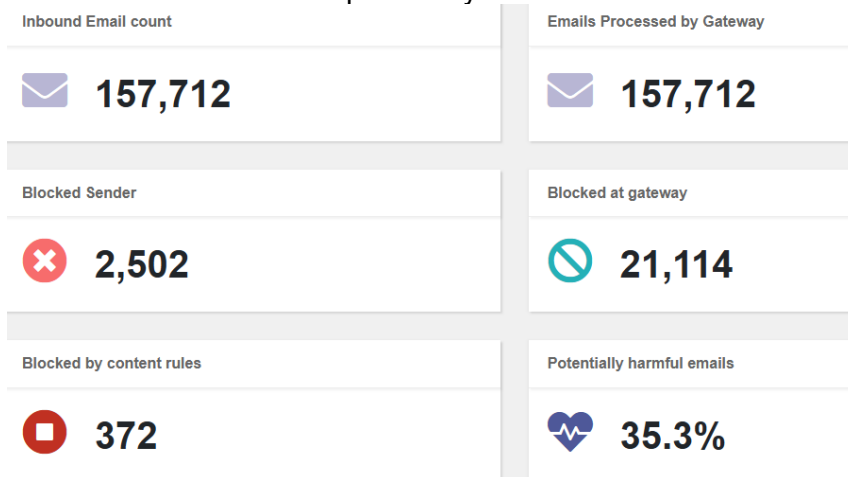 Inbound Email count
Emails Processed by Gateway
157,712
157,712
Blocked Sender
Blocked at gateway
2,502
21,114
Blocked by content rules
Potentially harmful emails
372
35.3%